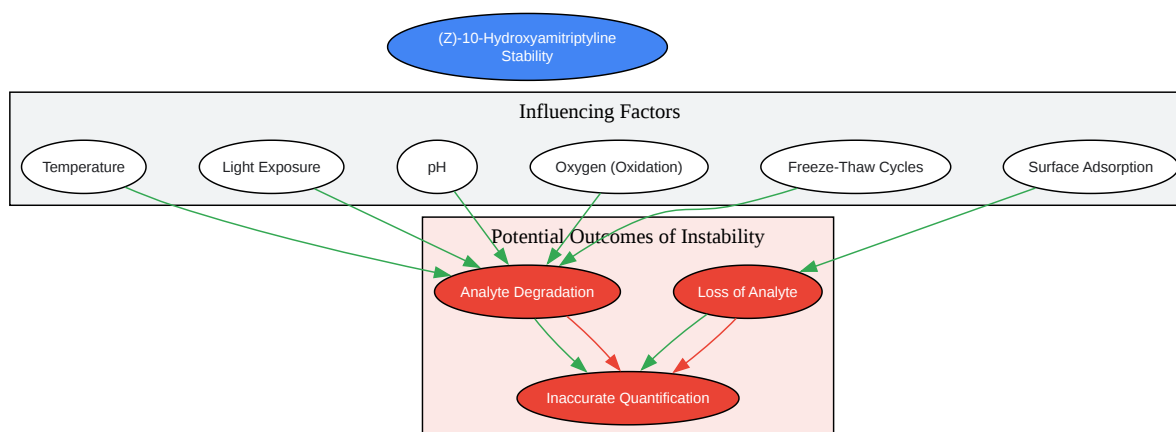 (Z)-10-Hydroxyamitriptyline
Stability
Influencing Factors
Temperature
Light Exposure
pH
Oxygen (Oxidation)
Freeze-Thaw Cycles
Surface Adsorption
Potential Outcomes of Instability
Analyte Degradation
Loss of Analyte
Inaccurate Quantification